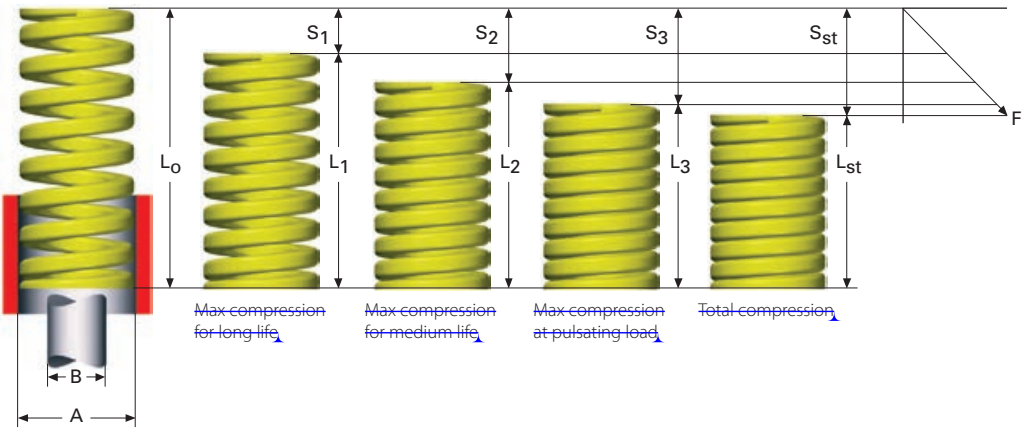 S1
S2
S3
Sst
F
Lo
L1
L2
L3
Lst
Max compression
for long life
Max compression
for medium life
Max compression
at pulsating load
Total compression
B
A